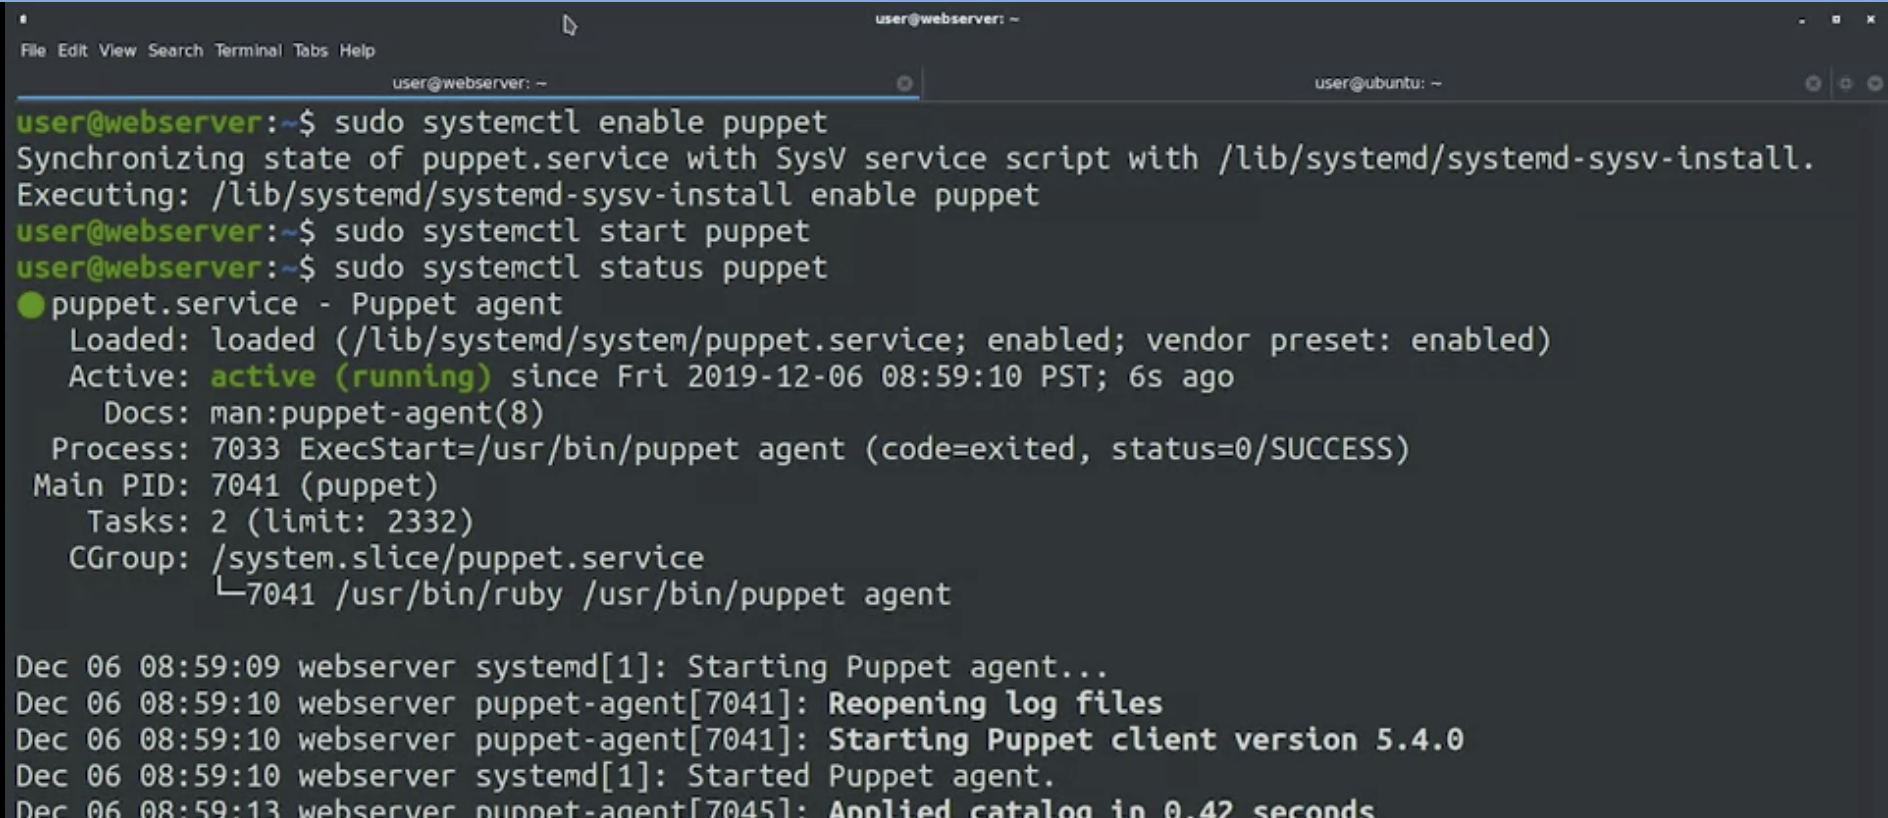 user@webserver: ~
File Edit View Search Terminal Tabs Help
user@webserver: ~ user@ubuntu: ~
user@webserver:~$ sudo systemctl enable puppet
Synchronizing state of puppet.service with SysV service script with /lib/systemd/systemd-sysv-install.
Executing: /lib/systemd/systemd-sysv-install enable puppet
user@webserver:~$ sudo systemctl start puppet
user@webserver:~$ sudo systemctl status puppet
● puppet.service - Puppet agent
Loaded: loaded (/lib/systemd/system/puppet.service; enabled; vendor preset: enabled)
Active: active (running) since Fri 2019-12-06 08:59:10 PST; 6s ago
Docs: man:puppet-agent(8)
Process: 7033 ExecStart=/usr/bin/puppet agent (code=exited, status=0/SUCCESS)
Main PID: 7041 (puppet)
Tasks: 2 (limit: 2332)
CGroup: /system.slice/puppet.service
└─7041 /usr/bin/ruby /usr/bin/puppet agent
Dec 06 08:59:09 webserver systemd[1]: Starting Puppet agent...
Dec 06 08:59:10 webserver puppet-agent[7041]: Reopening log files
Dec 06 08:59:10 webserver puppet-agent[7041]: Starting Puppet client version 5.4.0
Dec 06 08:59:10 webserver systemd[1]: Started Puppet agent.
Dec 06 08:59:13 webserver puppet-agent[7045]: Applied catalog in 0.42 seconds